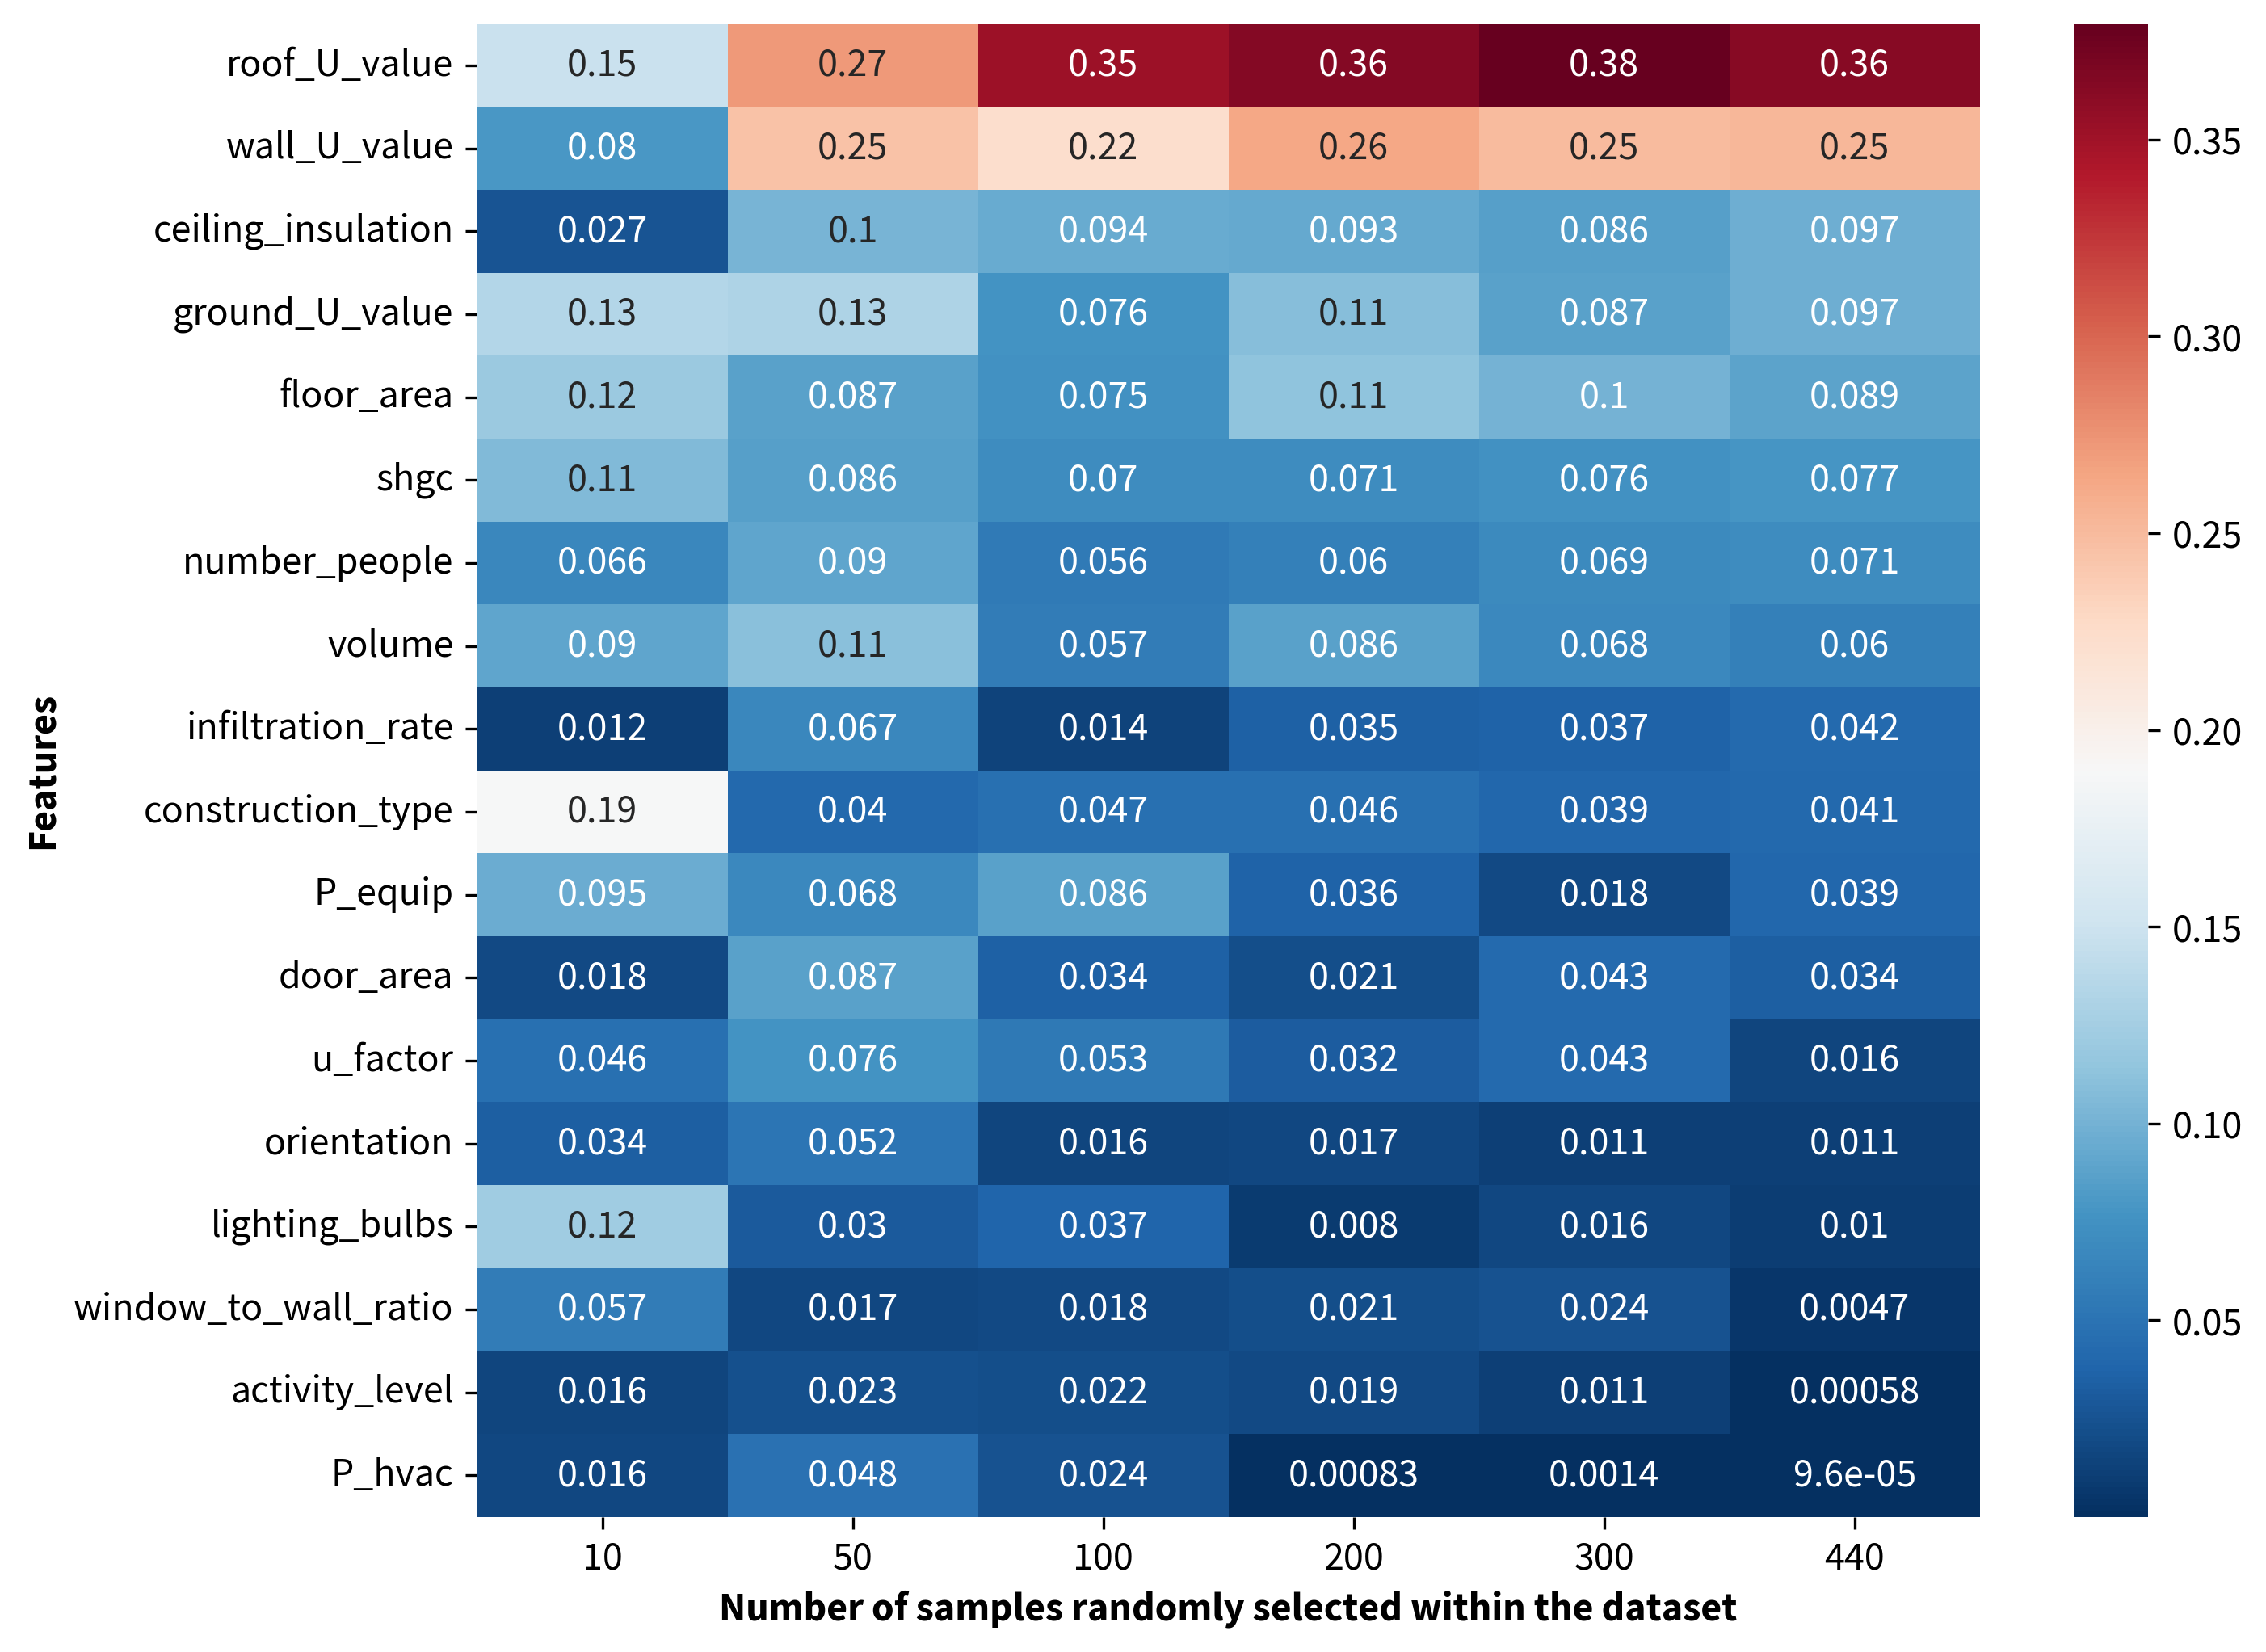 roof_U_value 0.15 0.27 0.35 0.36 0.38 0.36
wall_U_value 0.08 0.25 0.22 0.26 0.25 0.25
ceiling_insulation 0.027 0.1 0.094 0.093 0.086 0.097
ground_U_value 0.13 0.13 0.076 0.11 0.087 0.097
floor_area 0.12 0.087 0.075 0.11 0.1 0.089
shgc 0.11 0.086 0.07 0.071 0.076 0.077
number_people 0.066 0.09 0.056 0.06 0.069 0.071
volume 0.09 0.11 0.057 0.086 0.068 0.06
infiltration_rate 0.012 0.067 0.014 0.035 0.037 0.042
construction_type 0.19 0.04 0.047 0.046 0.039 0.041
P_equip 0.095 0.068 0.086 0.036 0.018 0.039
door_area 0.018 0.087 0.034 0.021 0.043 0.034
u_factor 0.046 0.076 0.053 0.032 0.043 0.016
orientation 0.034 0.052 0.016 0.017 0.011 0.011
lighting_bulbs 0.12 0.03 0.037 0.008 0.016 0.01
window_to_wall_ratio 0.057 0.017 0.018 0.021 0.024 0.0047
activity_level 0.016 0.023 0.022 0.019 0.011 0.00058
P_hvac 0.016 0.048 0.024 0.00083 0.0014 9.6e-05
10 50 100 200 300 440
Number of samples randomly selected within the dataset
Features
0.35
0.30
0.25
0.20
0.15
0.10
0.05